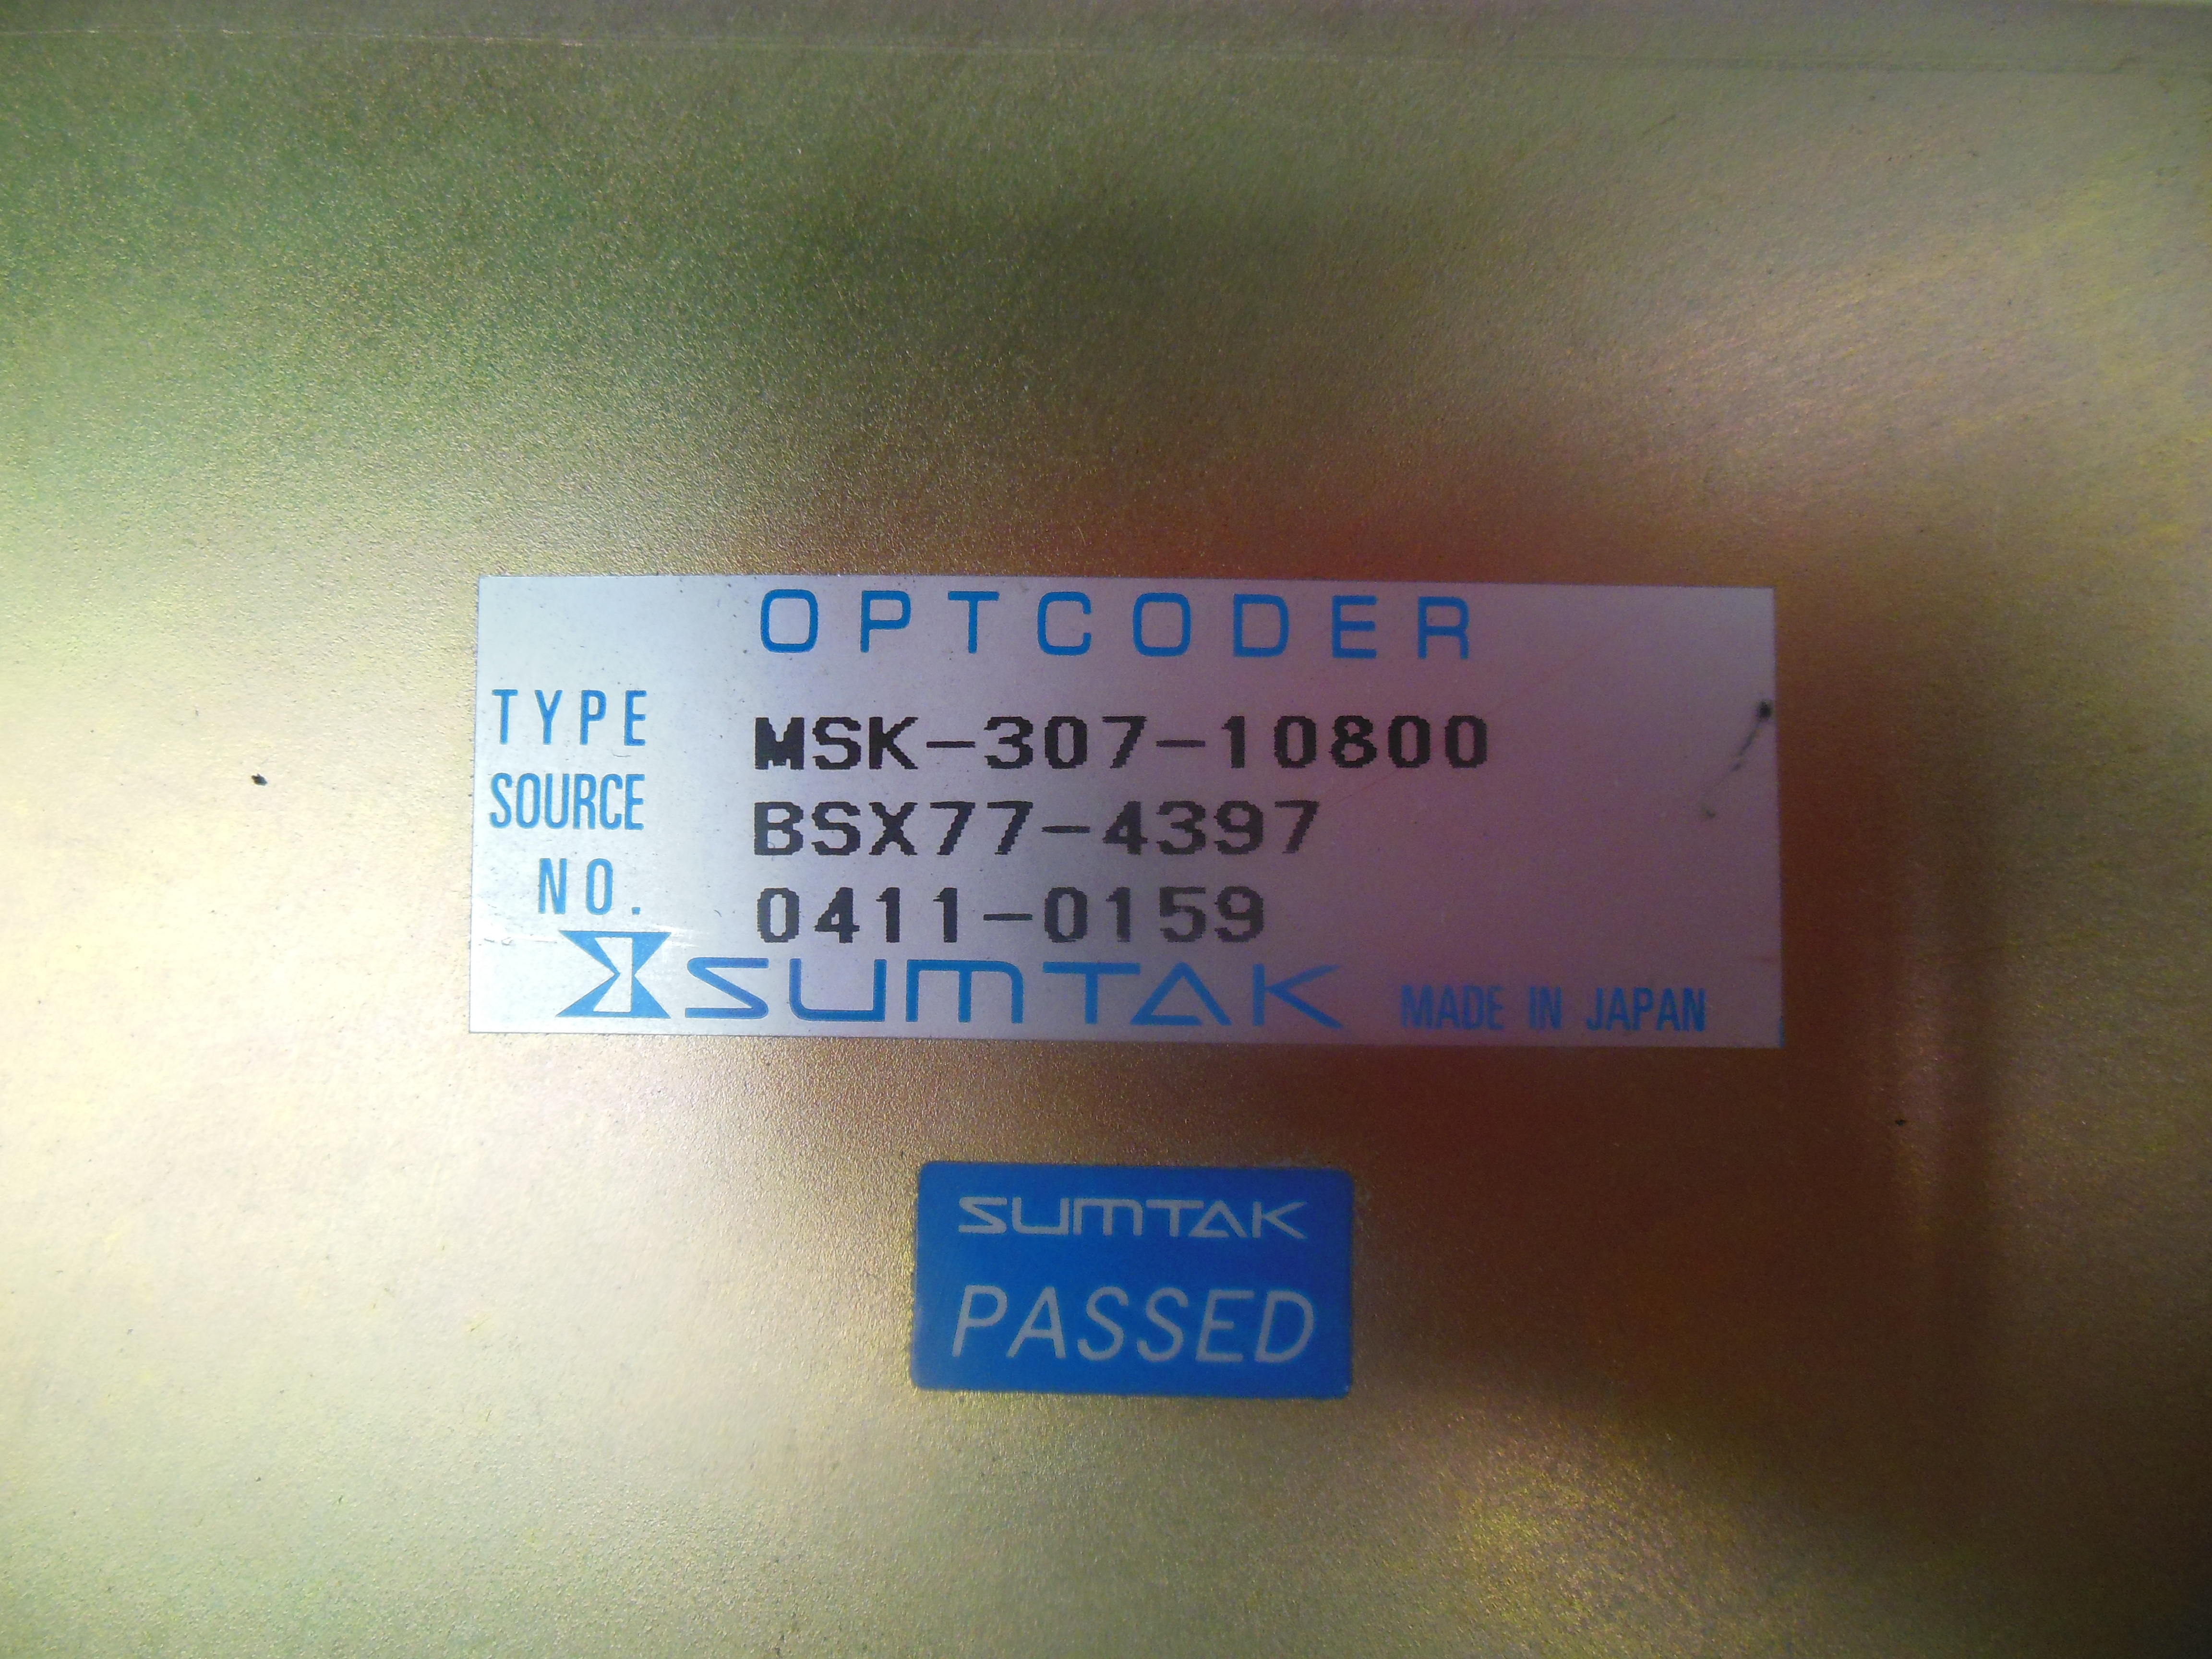 OPTCODER
TYPE MSK-307-10800
SOURCE BSX77-4397
NO. 0411-0159
SUMTAK MADE IN JAPAN
SUMTAK
PASSED